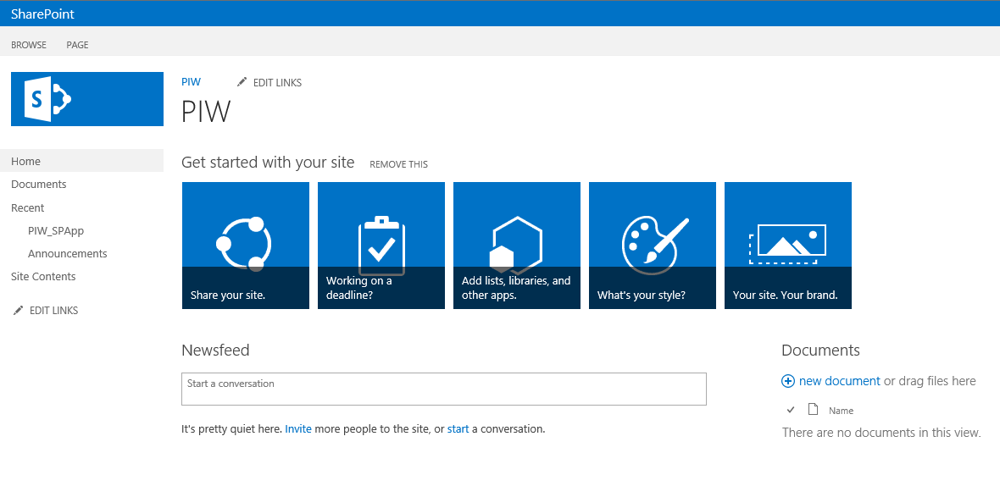 SharePoint
BROWSE PAGE
S
PIW EDIT LINKS
PIW
Home
Documents
Recent
PIW_SPApp
Announcements
Site Contents
EDIT LINKS
Get started with your site REMOVE THIS
Share your site.
Working on a
deadline?
Add lists, libraries, and
other apps.
What's your style?
Your site. Your brand.
Newsfeed
Start a conversation
It's pretty quiet here. Invite more people to the site, or start a conversation.
Documents
new document or drag files here
Name
There are no documents in this view.